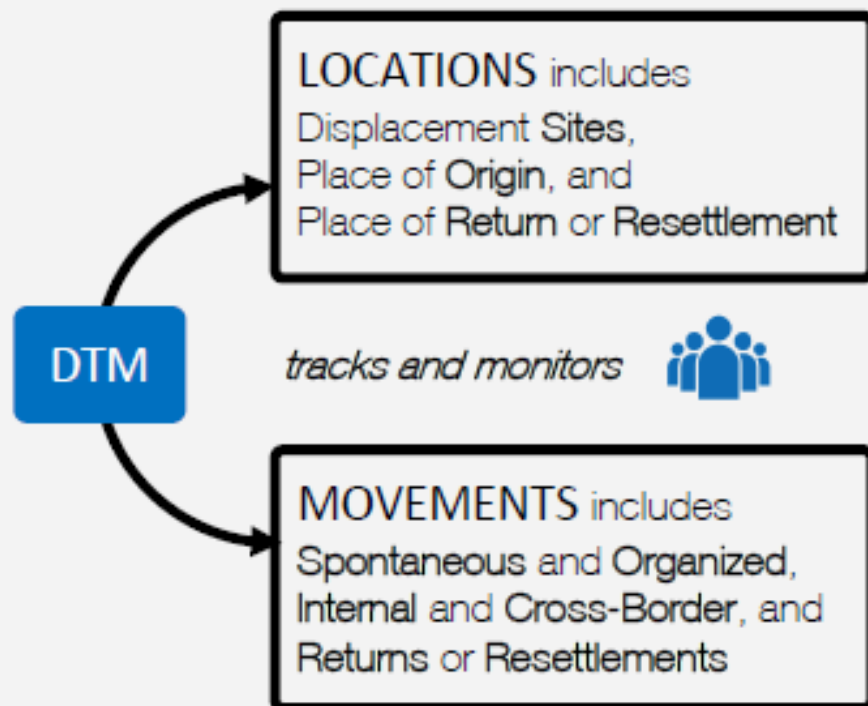 LOCATIONS includes
Displacement Sites,
Place of Origin, and
Place of Return or Resettlement
DTM
tracks and monitors
MOVEMENTS includes
Spontaneous and Organized,
Internal and Cross-Border, and
Returns or Resettlements